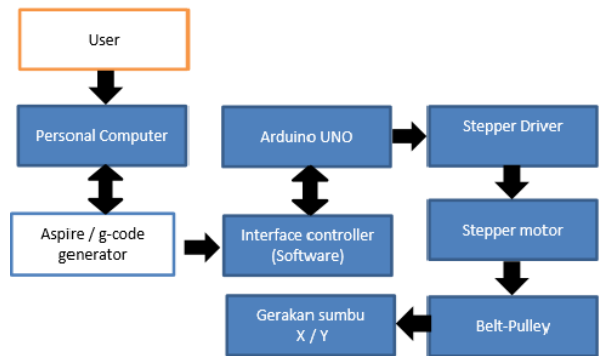 User
Personal Computer
Aspire / g-code
generator
Interface controller
(Software)
Arduino UNO
Stepper Driver
Stepper motor
Belt-Pulley
Gerakan sumbu
X / Y